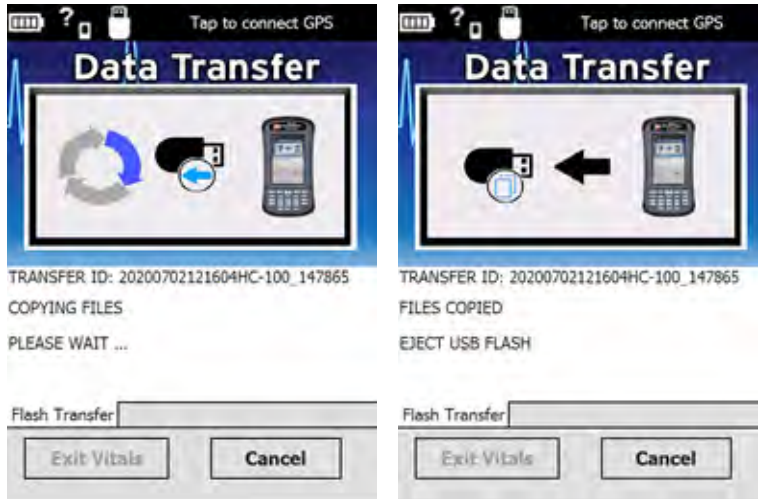 Tap to connect GPS
Data Transfer
TRANSFER ID: 20200702121604HC-100_147865
COPYING FILES
PLEASE WAIT ...
Flash Transfer
Exit Vitals
Cancel
Tap to connect GPS
Data Transfer
TRANSFER ID: 20200702121604HC-100_147865
FILES COPIED
EJECT USB FLASH
Flash Transfer
Exit Vitals
Cancel